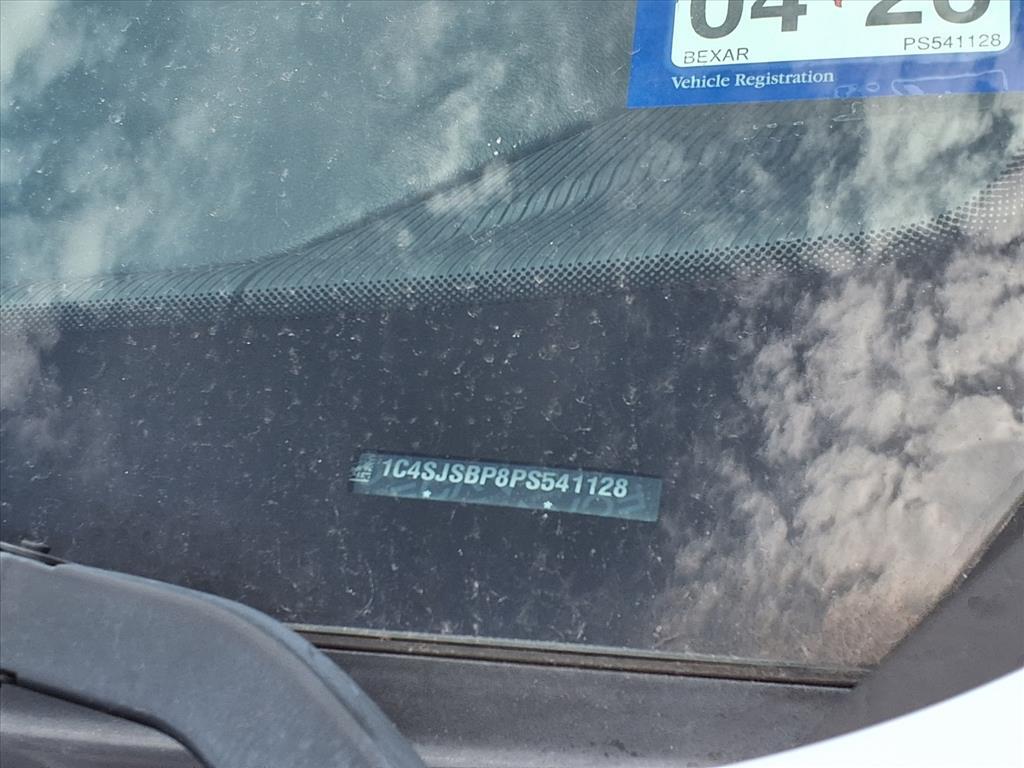 04 26
BEXAR PS541128
Vehicle Registration
1C4SJSBP8PS541128